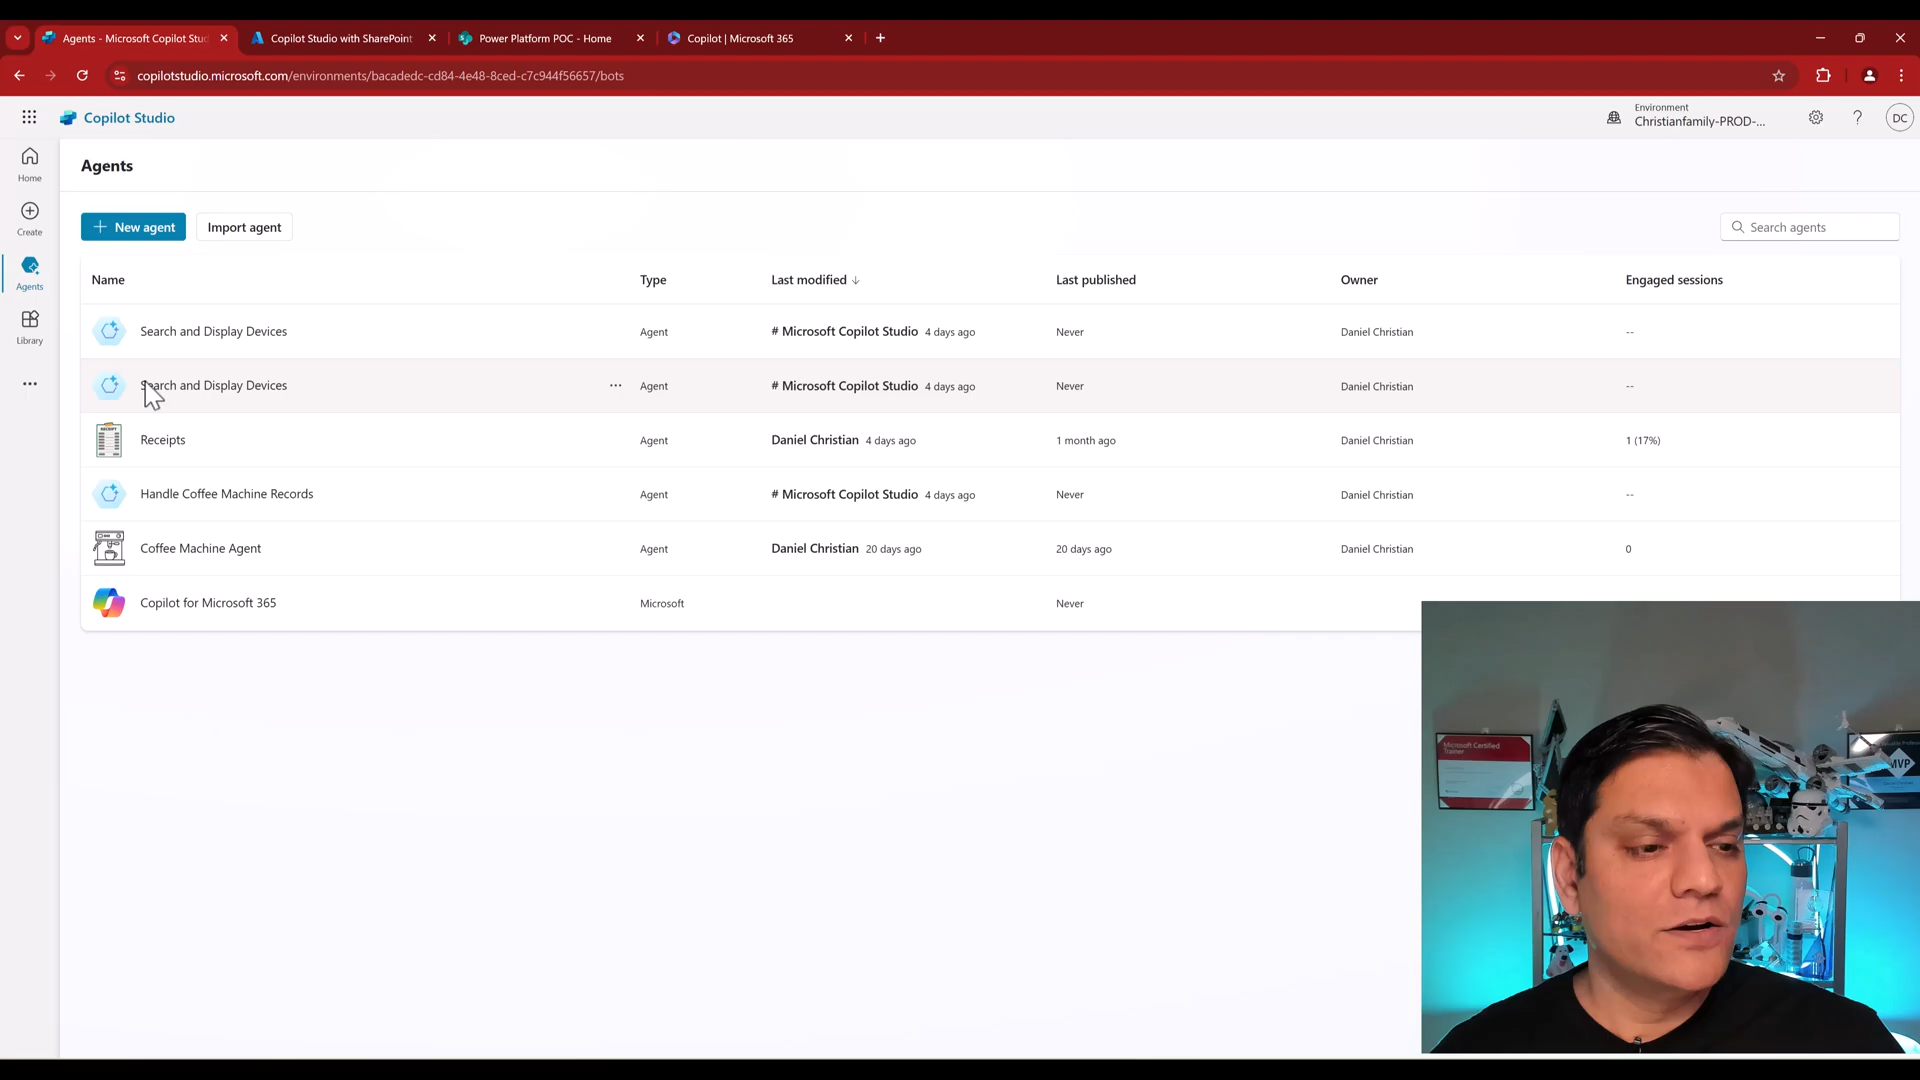 Agents - Microsoft Copilot Stud
Copilot Studio with SharePoint
Power Platform POC - Home
Copilot | Microsoft 365
copilotstudio.microsoft.com/environments/bacadedc-cd84-4e48-8ced-c7c944f56657/bots
Copilot Studio
Environment
Christianfamily-PROD-...
DC
Home
Create
Agents
Library
Agents
New agent
Import agent
Search agents
Name Type Last modified Last published Owner Engaged sessions
Search and Display Devices Agent # Microsoft Copilot Studio 4 days ago Never Daniel Christian --
Search and Display Devices ... Agent # Microsoft Copilot Studio 4 days ago Never Daniel Christian --
Receipts Agent Daniel Christian 4 days ago 1 month ago Daniel Christian 1 (17%)
Handle Coffee Machine Records Agent # Microsoft Copilot Studio 4 days ago Never Daniel Christian --
Coffee Machine Agent Agent Daniel Christian 20 days ago 20 days ago Daniel Christian 0
Copilot for Microsoft 365 Microsoft Never
RECEIPT
Microsoft Certified
Trainer
MVP